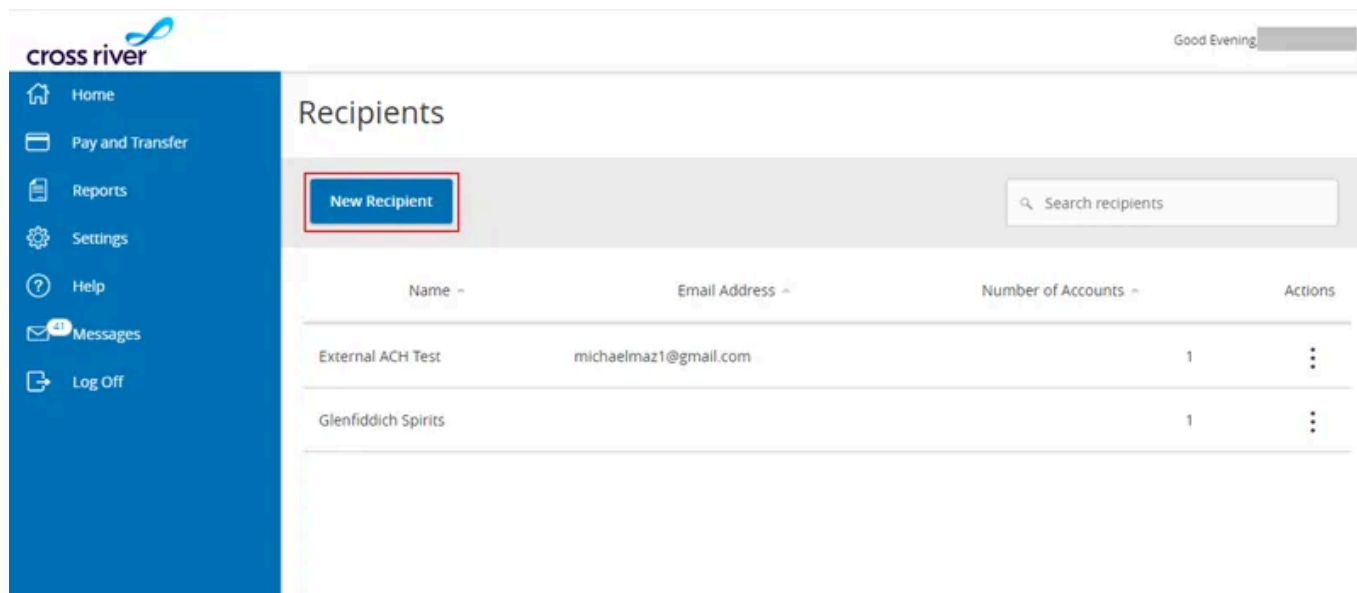 cross river
Good Evening,
Home
Pay and Transfer
Reports
Settings
Help
41 Messages
Log Off
Recipients
New Recipient
Search recipients
Name Email Address Number of Accounts Actions
External ACH Test michaelmaz1@gmail.com 1
Glenfiddich Spirits 1